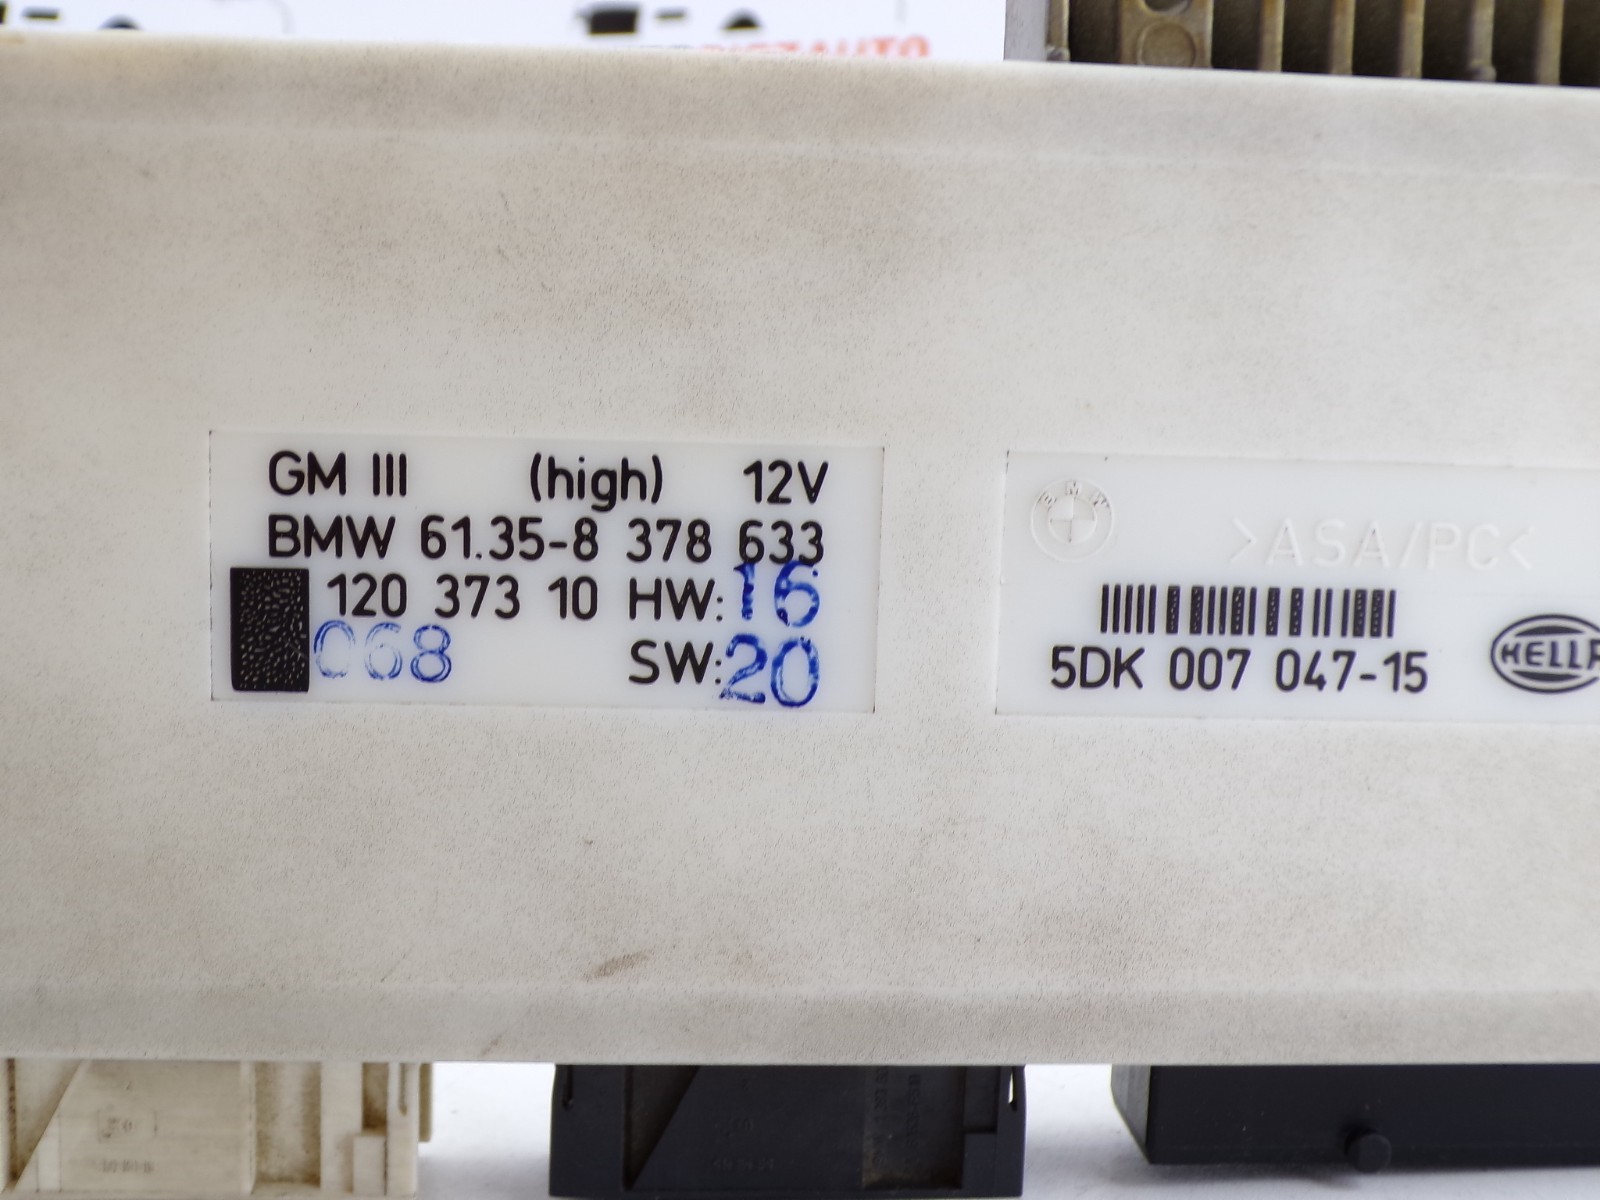 GM III (high) 12V
BMW 61.35-8 378 633
120 373 10 HW: 16
068 SW: 20
BMW
>ASA/PC<
5DK 007 047-15
HELLA